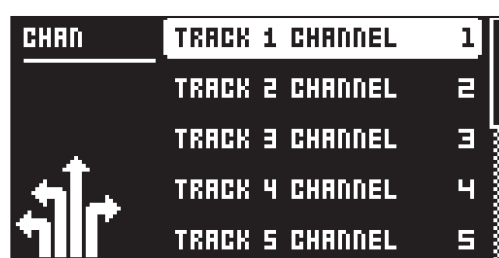 CHAN
TRACK 1 CHANNEL 1
TRACK 2 CHANNEL 2
TRACK 3 CHANNEL 3
TRACK 4 CHANNEL 4
TRACK 5 CHANNEL 5